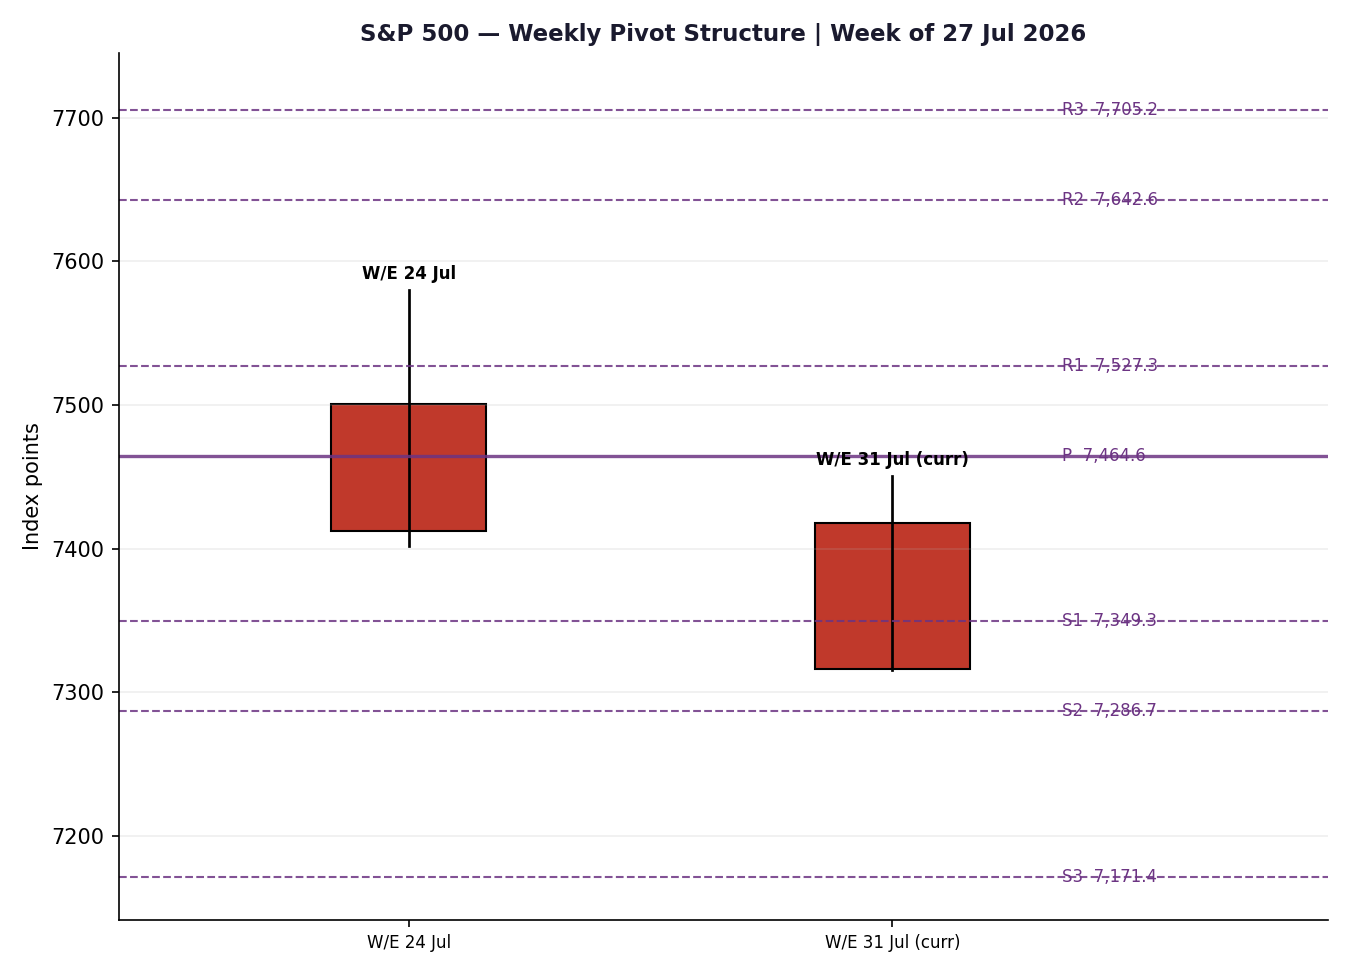 S&P 500 — Weekly Pivot Structure | Week of 27 Jul 2026
Index points
7700
7600
7500
7400
7300
7200
R3 7,705.2
R2 7,642.6
W/E 24 Jul
R1 7,527.3
P 7,464.6
W/E 31 Jul (curr)
S1 7,349.3
S2 7,286.7
S3 7,171.4
W/E 24 Jul
W/E 31 Jul (curr)